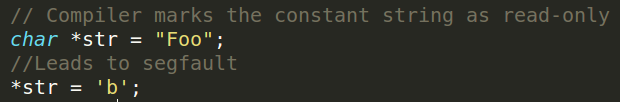 // Compiler marks the constant string as read-only
char *str = "Foo";
//Leads to segfault
*str = 'b';